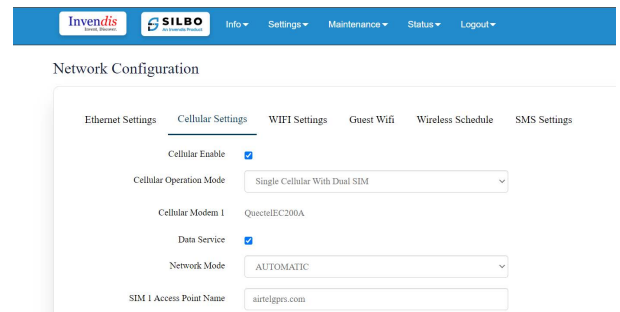 Invendis
Invent, Discover.
SILBO
An Invendis Product
Info
Settings
Maintenance
Status
Logout
Network Configuration
Ethernet Settings Cellular Settings WIFI Settings Guest Wifi Wireless Schedule SMS Settings
Cellular Enable
Cellular Operation Mode Single Cellular With Dual SIM
Cellular Modem 1 QuectelEC200A
Data Service
Network Mode AUTOMATIC
SIM 1 Access Point Name airtelgprs.com